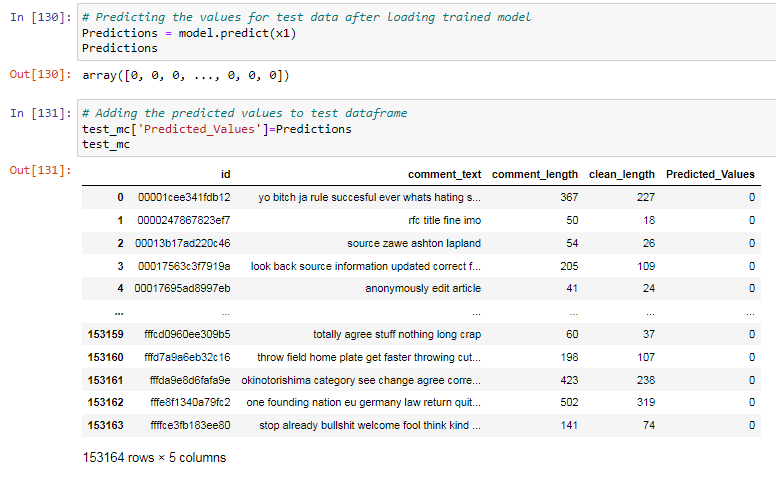 In [130]: # Predicting the values for test data after loading trained model
Predictions = model.predict(x1)
Predictions
Out[130]: array([0, 0, 0, ..., 0, 0, 0])
In [131]: # Adding the predicted values to test dataframe
test_mc['Predicted_Values']=Predictions
test_mc
Out[131]:
id comment_text comment_length clean_length Predicted_Values
0 00001cee341fdb12 yo bitch ja rule succesful ever whats hating s... 367 227 0
1 0000247867823ef7 rfc title fine imo 50 18 0
2 00013b17ad220c46 source zawe ashton lapland 54 26 0
3 00017563c3f7919a look back source information updated correct f... 205 109 0
4 00017695ad8997eb anonymously edit article 41 24 0
... ... ... ... ... ...
153159 fffcd0960ee309b5 totally agree stuff nothing long crap 60 37 0
153160 fffd7a9a6eb32c16 throw field home plate get faster throwing cut... 198 107 0
153161 fffda9e8d6fafa9e okinotorishima category see change agree corre... 423 238 0
153162 fffe8f1340a79fc2 one founding nation eu germany law return quit... 502 319 0
153163 ffffce3fb183ee80 stop already bullshit welcome fool think kind ... 141 74 0
153164 rows × 5 columns